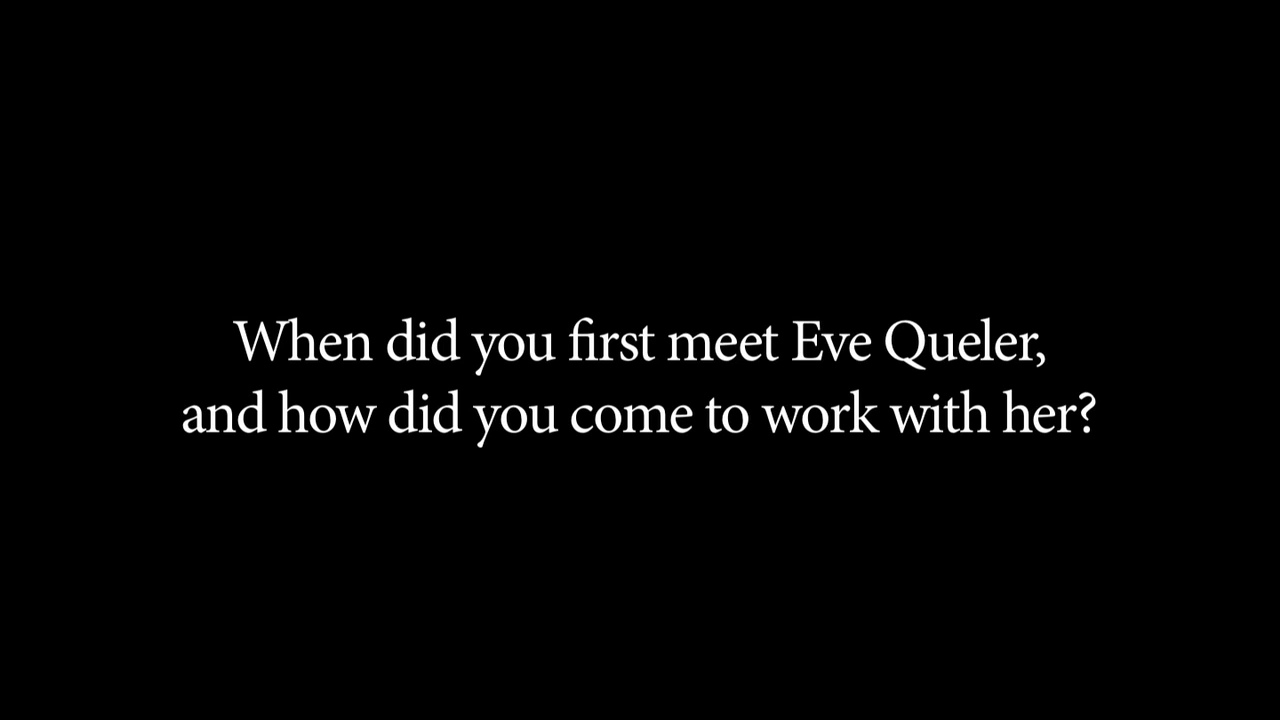 When did you first meet Eve Queler,
and how did you come to work with her?